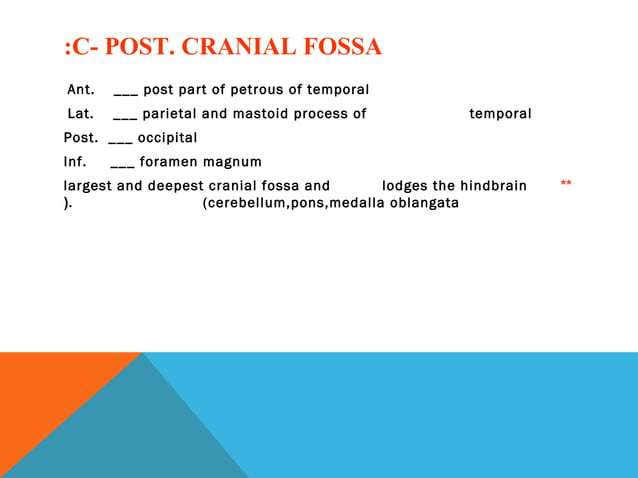 :C- POST. CRANIAL FOSSA
Ant. ___ post part of petrous of temporal
Lat. ___ parietal and mastoid process of temporal
Post. ___ occipital
Inf. ___ foramen magnum
largest and deepest cranial fossa and lodges the hindbrain **
). (cerebellum,pons,medalla oblangata